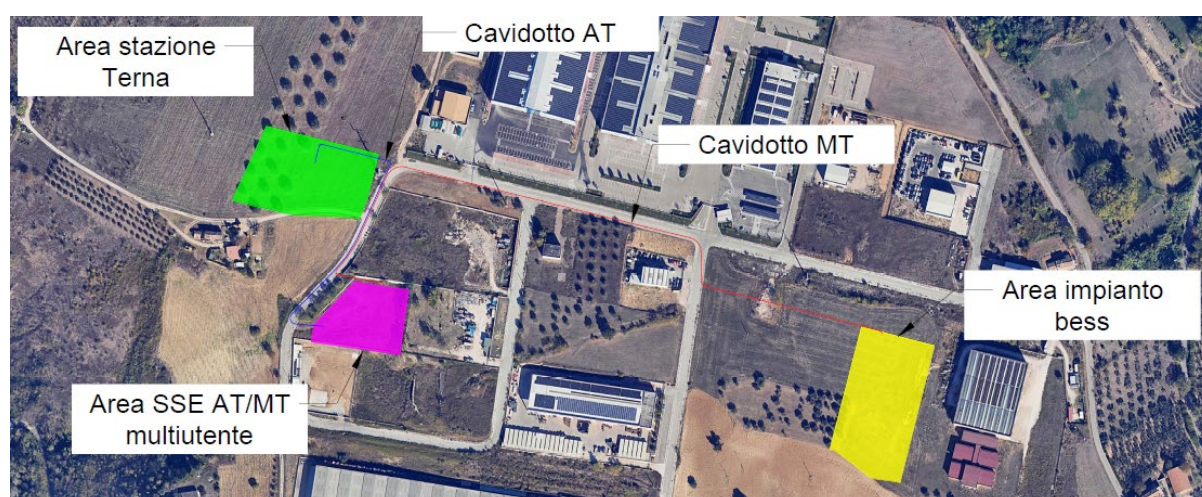 Area stazione
Terna
Cavidotto AT
Cavidotto MT
Area impianto
bess
Area SSE AT/MT
multiutente